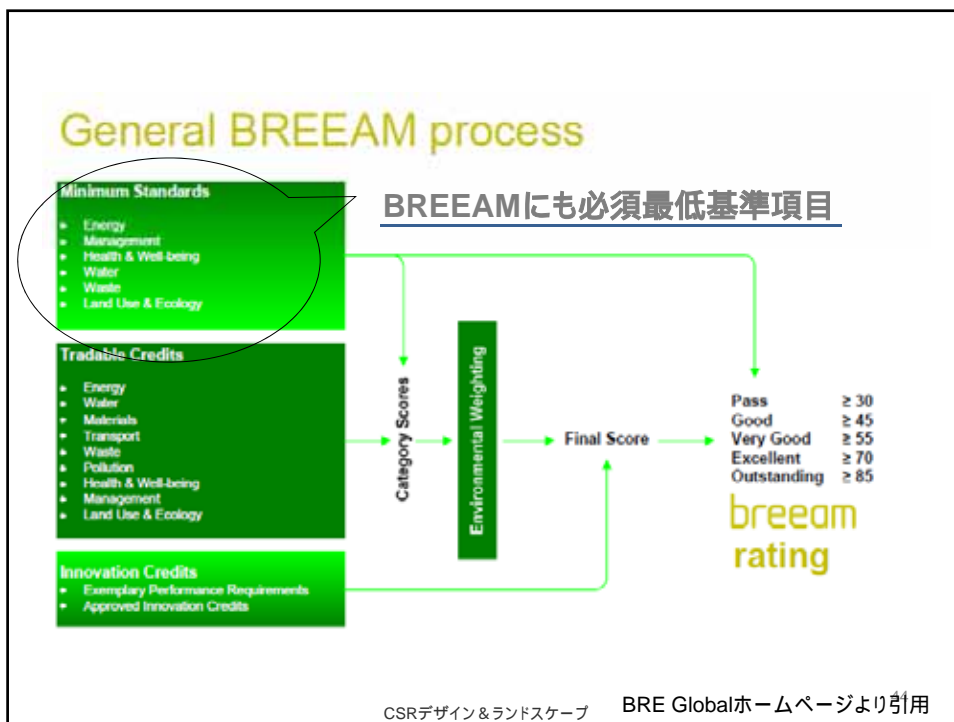 General BREEAM process
Minimum Standards
• Energy
• Management
• Health & Well-being
• Water
• Waste
• Land Use & Ecology
BREEAMにも必須最低基準項目
Tradable Credits
• Energy
• Water
• Materials
• Transport
• Waste
• Pollution
• Health & Well-being
• Management
• Land Use & Ecology
Innovation Credits
• Exemplary Performance Requirements
• Approved Innovation Credits
Category Scores
Environmental Weighting
Final Score
Pass ≥ 30
Good ≥ 45
Very Good ≥ 55
Excellent ≥ 70
Outstanding ≥ 85
breeam
rating
CSRデザイン&ランドスケープ
BRE Globalホームページより引用
44